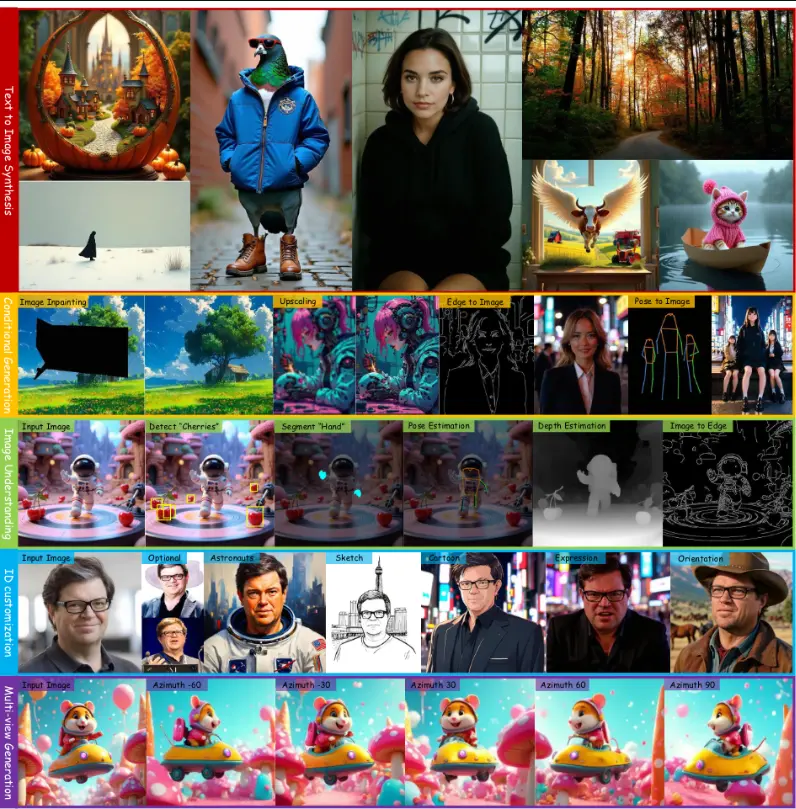 Text to Image Synthesis
Conditional Generation
Image Inpainting
Upscaling
Edge to Image
Pose to Image
Image Understanding
Input Image
Detect "Cherries"
Segment "Hand"
Pose Estimation
Depth Estimation
Image to Edge
ID customization
Input Image
Optional
Astronauts
Sketch
Cartoon
Expression
Orientation
Multi-view Generation
Input Image
Azimuth -60
Azimuth -30
Azimuth 30
Azimuth 60
Azimuth 90